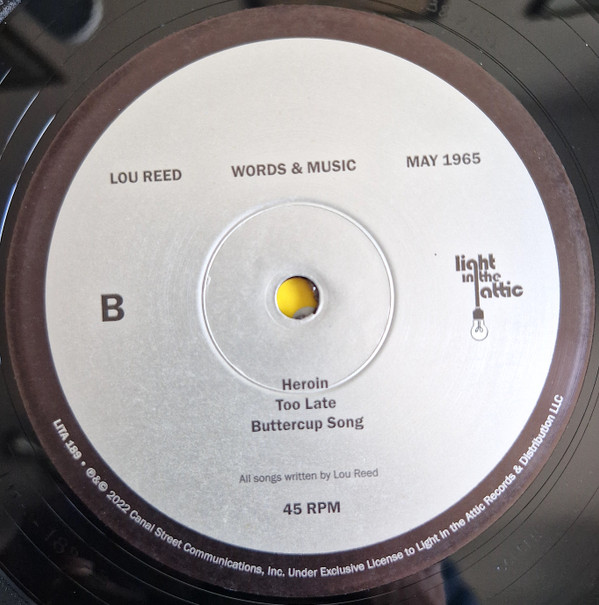 LOU REED
WORDS & MUSIC
MAY 1965
light
in the
attic
B
Heroin
Too Late
Buttercup Song
All songs written by Lou Reed
45 RPM
LITA 189 • ℗&© 2022 Canal Street Communications, Inc. Under Exclusive License to Light in the Attic Records & Distribution LLC